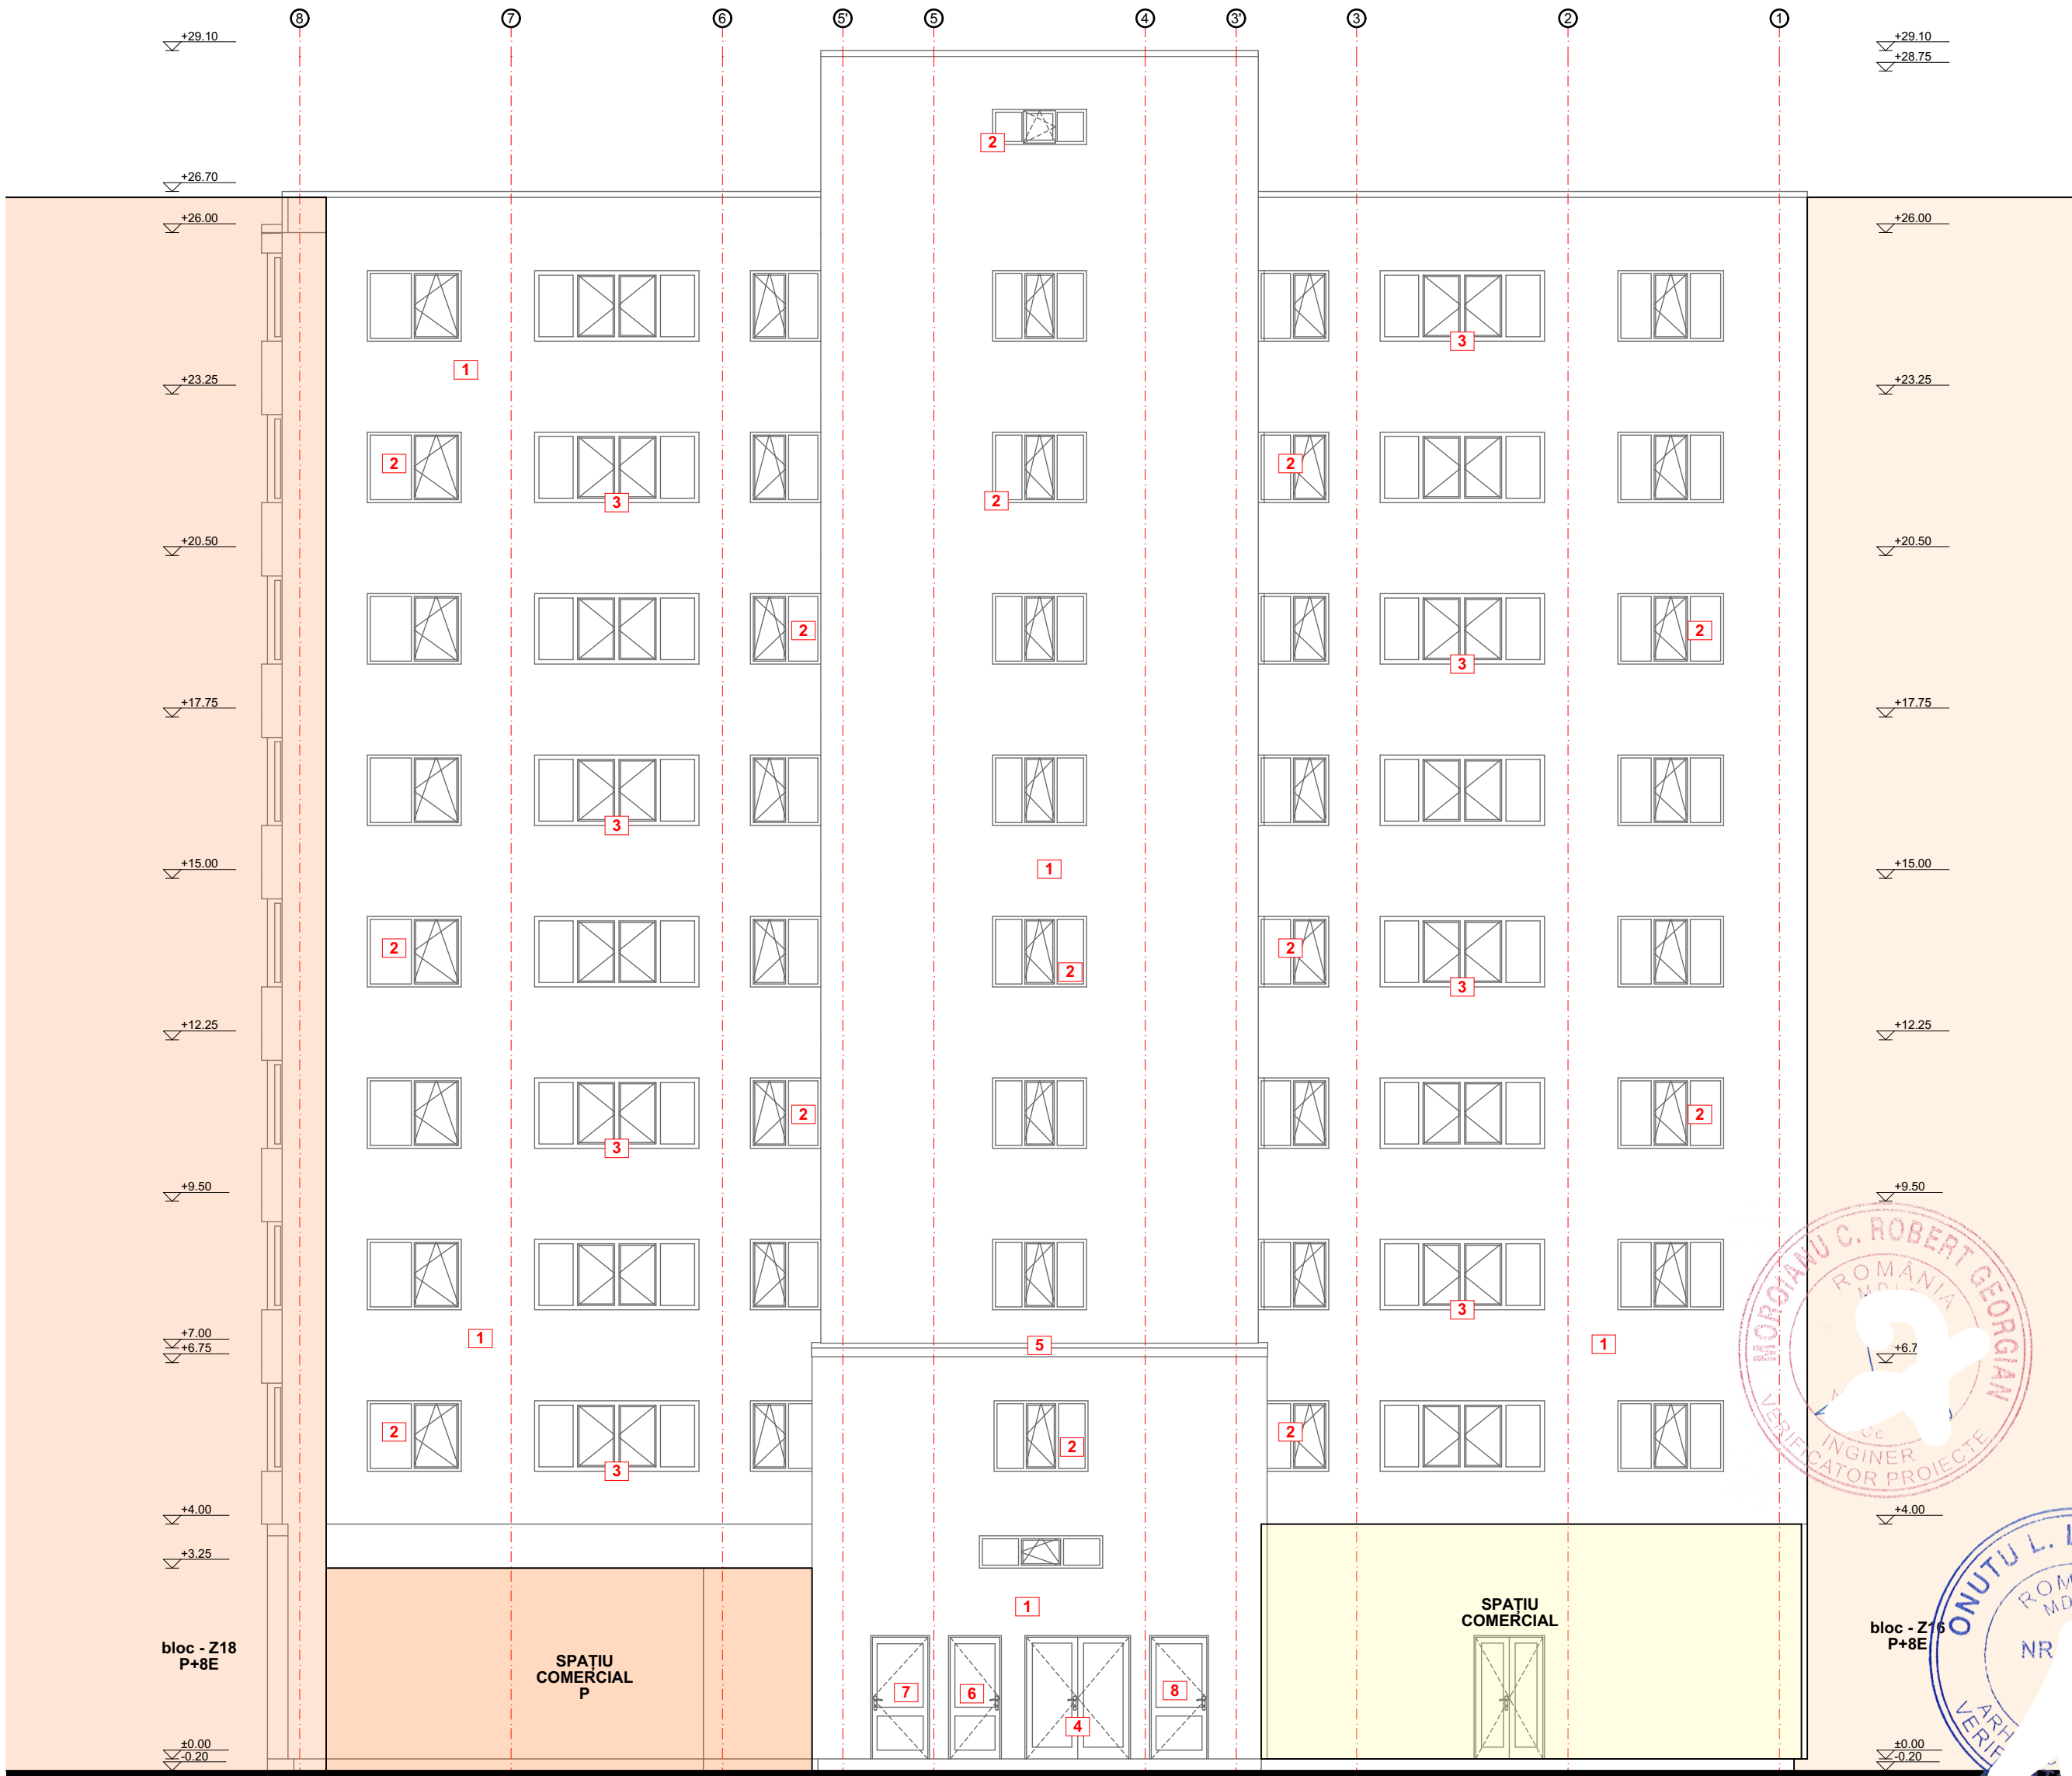 8 7 6 5' 5 4 3' 3 2 1
+29.10 +29.10
+28.75
2
+26.70
+26.00 +26.00
3
1
+23.25 +23.25
2 2
3 2
+20.50 +20.50
2 2
3
+17.75 +17.75
3
+15.00 1 +15.00
2 2
2
3
+12.25 +12.25
2 2
3
+9.50 +9.50
3
+7.00 1 5 1
+6.75 +6.7
2 2
2
3
+4.00 +4.00
+3.25
1
SPAȚIU
COMERCIAL
bloc - Z18
P+8E
bloc - Z16
P+8E
SPAȚIU
COMERCIAL
P
7 6 8
4
±0.00 ±0.00
-0.20 -0.20
MOROIANU C. ROBERT GEORGIAN
ROMÂNIA
INGINER
VERIFICATOR PROIECTE
ONUTU L.
NR